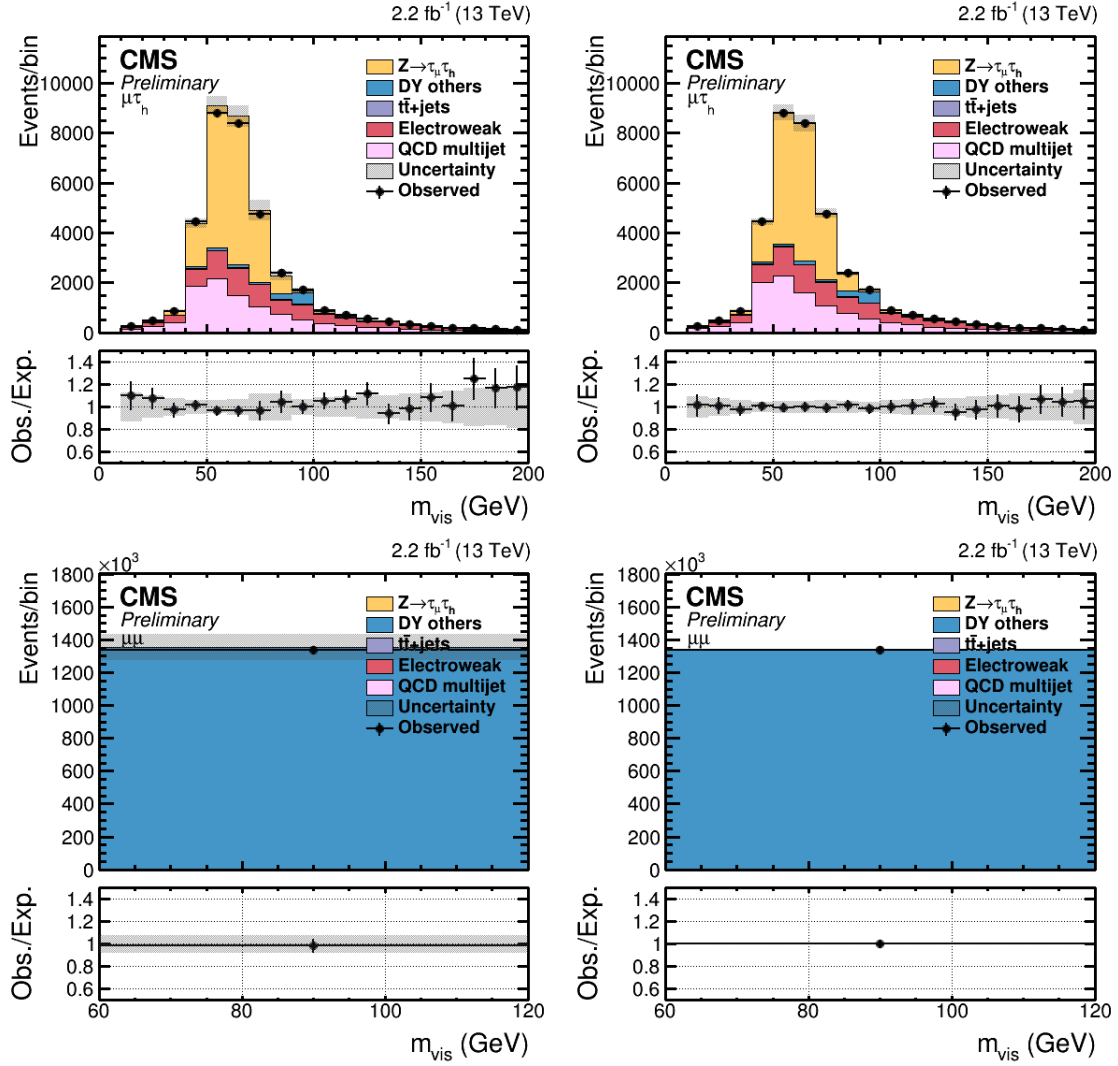 2.2 fb⁻¹ (13 TeV)
Events/bin
10000
8000
6000
4000
2000
0
CMS
Preliminary
μτh
Z→τμτh
DY others
tt̄+jets
Electroweak
QCD multijet
Uncertainty
Observed
Obs./Exp.
1.4
1.2
1
0.8
0.6
0 50 100 150 200
mvis (GeV)
2.2 fb⁻¹ (13 TeV)
Events/bin
10000
8000
6000
4000
2000
0
CMS
Preliminary
μτh
Z→τμτh
DY others
tt̄+jets
Electroweak
QCD multijet
Uncertainty
Observed
Obs./Exp.
1.4
1.2
1
0.8
0.6
0 50 100 150 200
mvis (GeV)
2.2 fb⁻¹ (13 TeV)
×10³
Events/bin
1800
1600
1400
1200
1000
800
600
400
200
0
CMS
Preliminary
μμ
Z→τμτh
DY others
tt̄+jets
Electroweak
QCD multijet
Uncertainty
Observed
Obs./Exp.
1.4
1.2
1
0.8
0.6
60 80 100 120
mvis (GeV)
2.2 fb⁻¹ (13 TeV)
×10³
Events/bin
1800
1600
1400
1200
1000
800
600
400
200
0
CMS
Preliminary
μμ
Z→τμτh
DY others
tt̄+jets
Electroweak
QCD multijet
Uncertainty
Observed
Obs./Exp.
1.4
1.2
1
0.8
0.6
60 80 100 120
mvis (GeV)